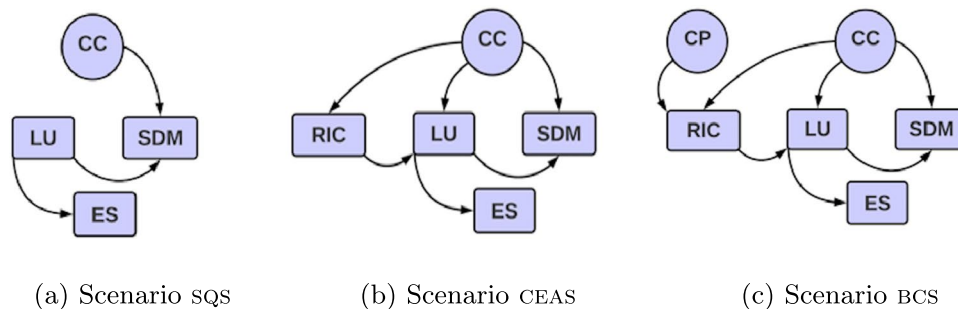 CC
LU SDM
ES
CC
RIC LU SDM
ES
CP CC
RIC LU SDM
ES
(a) Scenario SQS
(b) Scenario CEAS
(c) Scenario BCS